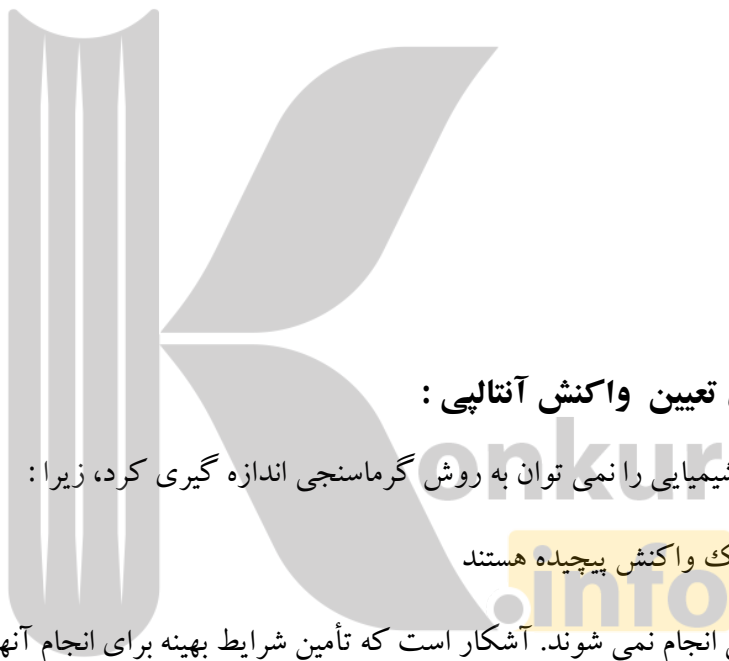 تعیین واکنش آنتالپی :
شیمیایی را نمی توان به روش گرماسنجی اندازه گیری کرد، زیرا :
ک واکنش پیچیده هستند
انجام نمی شوند. آشکار است که تأمین شرایط بهینه برای انجام آنه
Konkur
.info